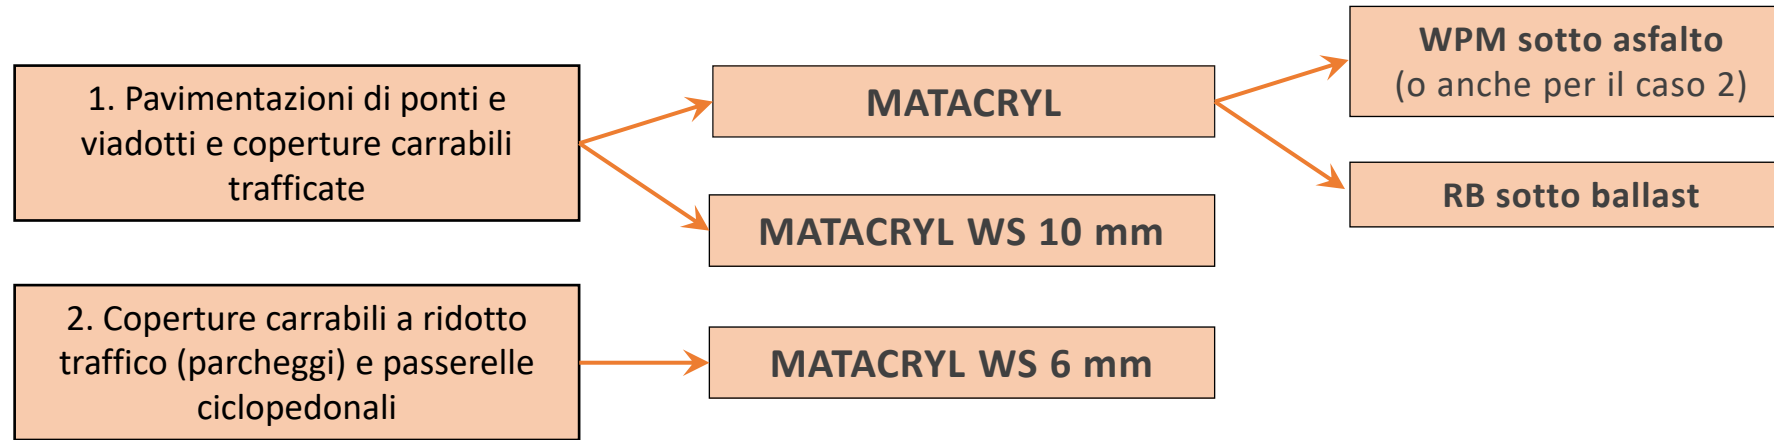 1. Pavimentazioni di ponti e
viadotti e coperture carrabili
trafficate
MATACRYL
MATACRYL WS 10 mm
WPM sotto asfalto
(o anche per il caso 2)
RB sotto ballast
2. Coperture carrabili a ridotto
traffico (parcheggi) e passerelle
ciclopedonali
MATACRYL WS 6 mm